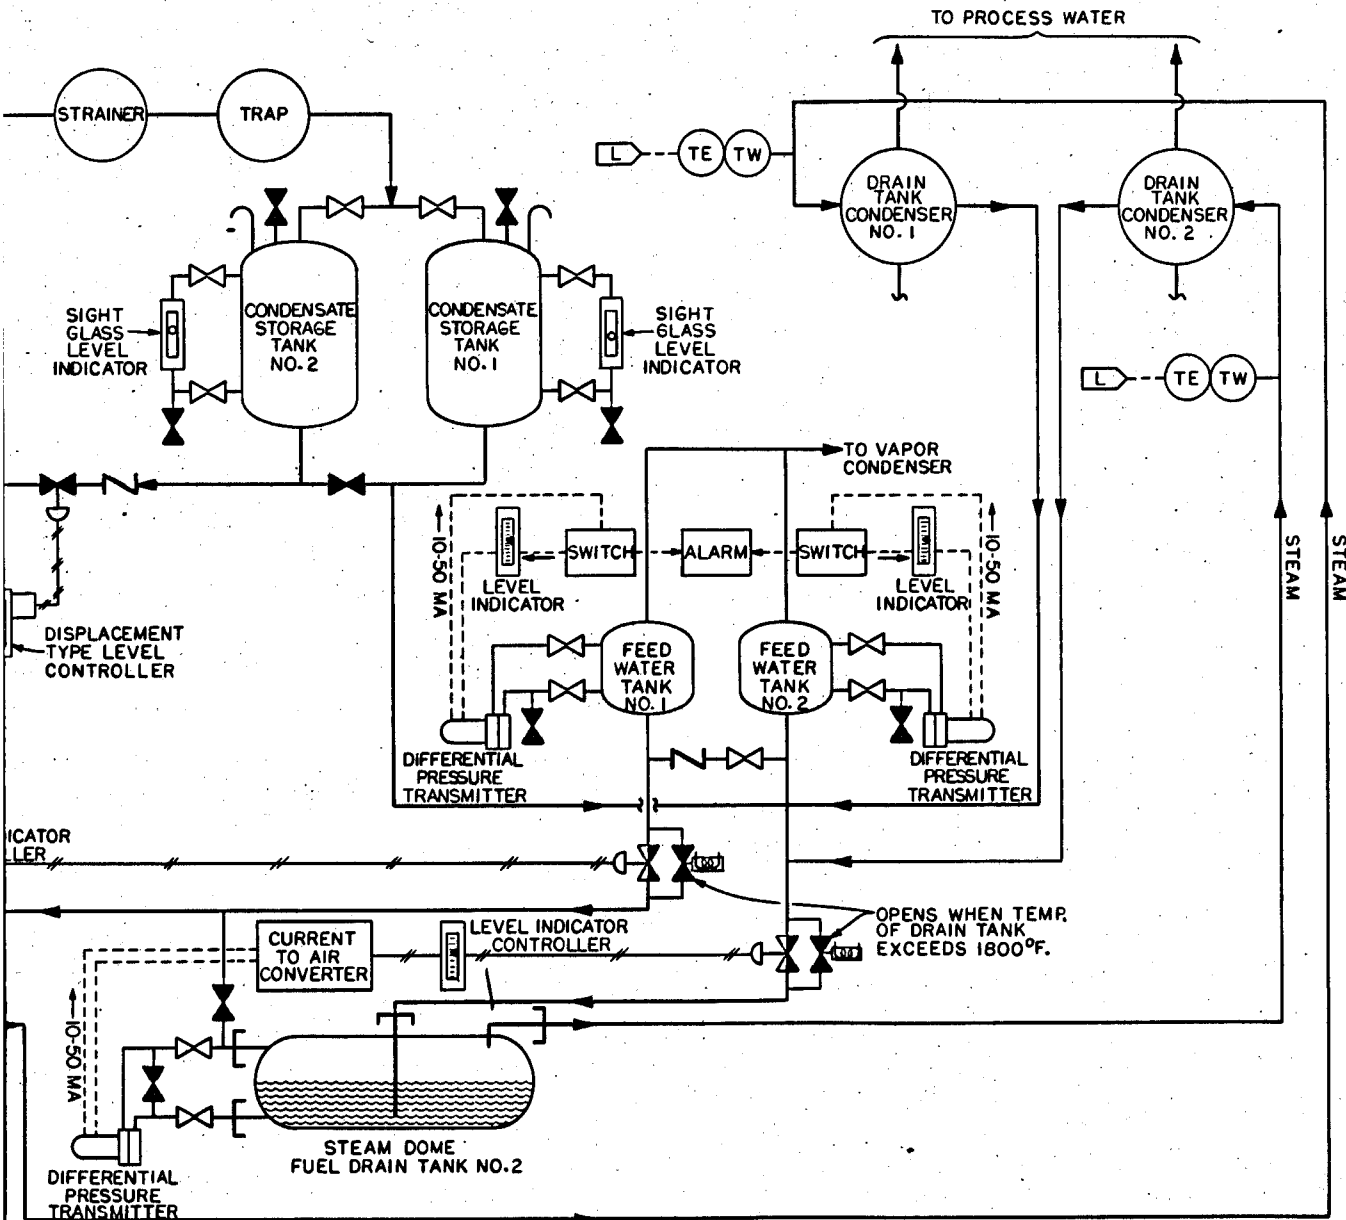 TO PROCESS WATER
STRAINER
TRAP
L
TE
TW
DRAIN
TANK
CONDENSER
NO. 1
DRAIN
TANK
CONDENSER
NO. 2
SIGHT
GLASS
LEVEL
INDICATOR
CONDENSATE
STORAGE
TANK
NO. 2
CONDENSATE
STORAGE
TANK
NO. 1
SIGHT
GLASS
LEVEL
INDICATOR
L
TE
TW
TO VAPOR
CONDENSER
10-50 MA
SWITCH
ALARM
SWITCH
10-50 MA
LEVEL
INDICATOR
LEVEL
INDICATOR
STEAM
STEAM
DISPLACEMENT
TYPE LEVEL
CONTROLLER
FEED
WATER
TANK
NO. 1
FEED
WATER
TANK
NO. 2
DIFFERENTIAL
PRESSURE
TRANSMITTER
DIFFERENTIAL
PRESSURE
TRANSMITTER
ICATOR
LLER
LEVEL INDICATOR
CONTROLLER
OPENS WHEN TEMP.
OF DRAIN TANK
EXCEEDS 1800°F.
CURRENT
TO AIR
CONVERTER
10-50 MA
STEAM DOME
FUEL DRAIN TANK NO. 2
DIFFERENTIAL
PRESSURE
TRANSMITTER